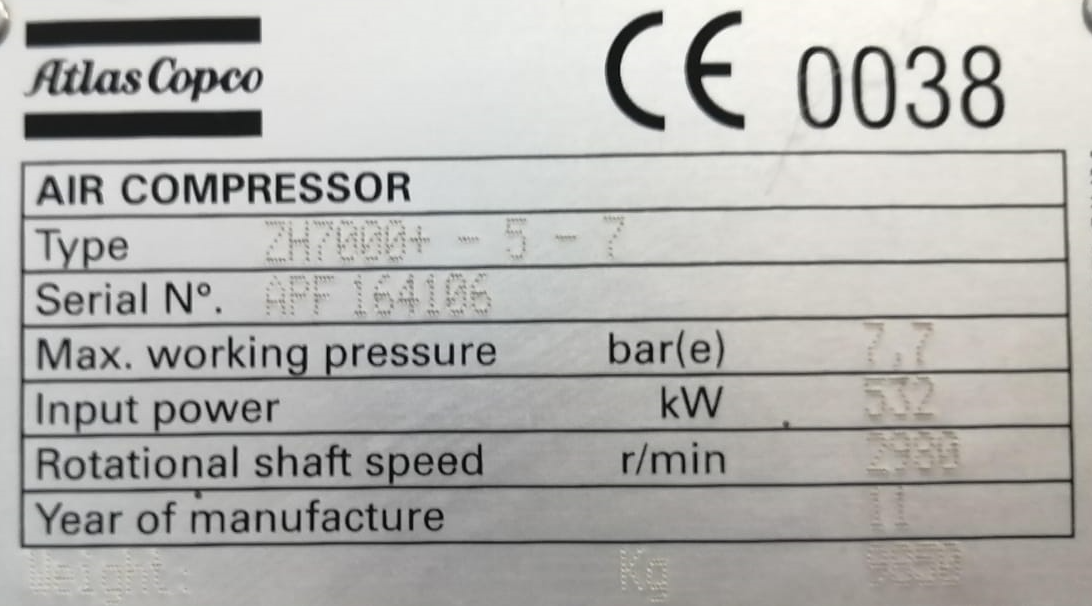 Atlas Copco
CE 0038
AIR COMPRESSOR
Type ZH7000+ - 5 - 7
Serial Nº. APF 164106
Max. working pressure bar(e) 7.7
Input power kW 532
Rotational shaft speed r/min 2980
Year of manufacture 11
Weight: Kg